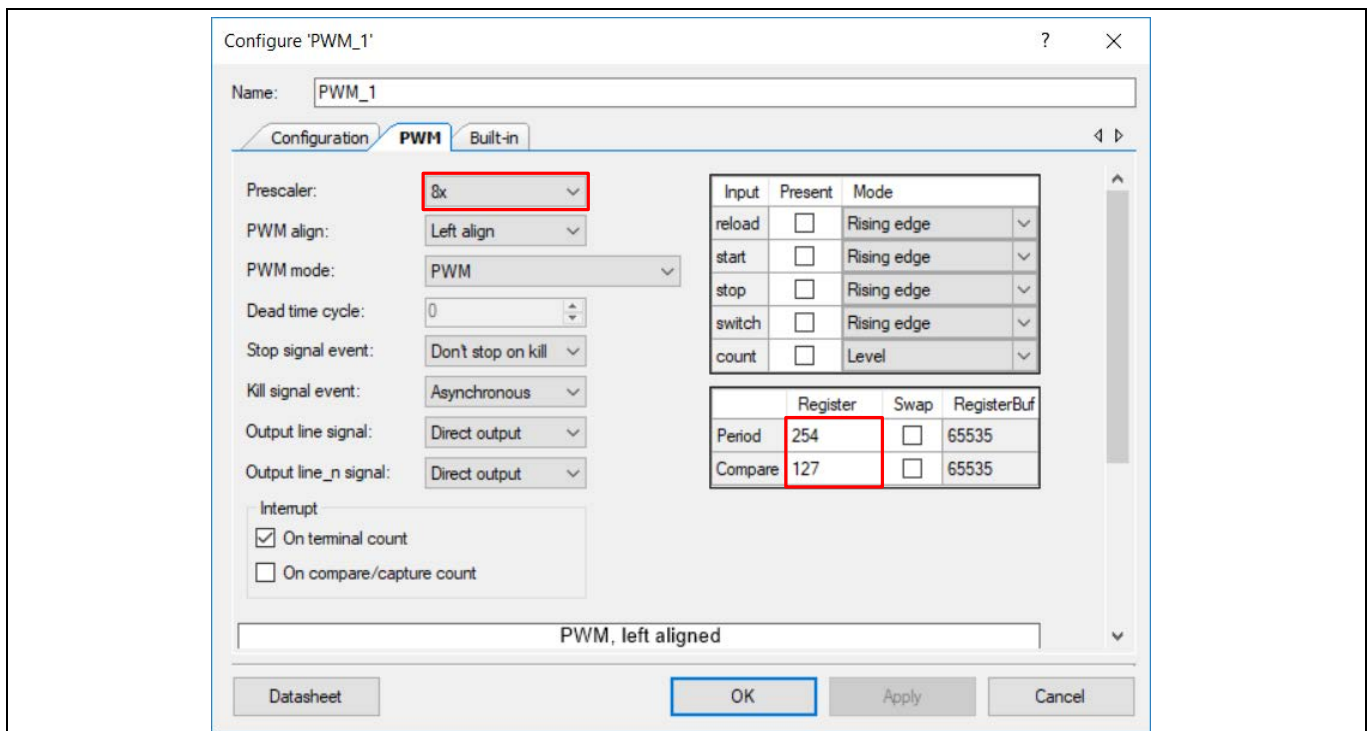 Configure 'PWM_1'
?
Name: PWM_1
Configuration PWM Built-in
Prescaler: 8x
PWM align: Left align
PWM mode: PWM
Dead time cycle: 0
Stop signal event: Don't stop on kill
Kill signal event: Asynchronous
Output line signal: Direct output
Output line_n signal: Direct output
Interrupt
On terminal count
On compare/capture count
Input Present Mode
reload Rising edge
start Rising edge
stop Rising edge
switch Rising edge
count Level
Register Swap RegisterBuf
Period 254 65535
Compare 127 65535
PWM, left aligned
Datasheet OK Apply Cancel